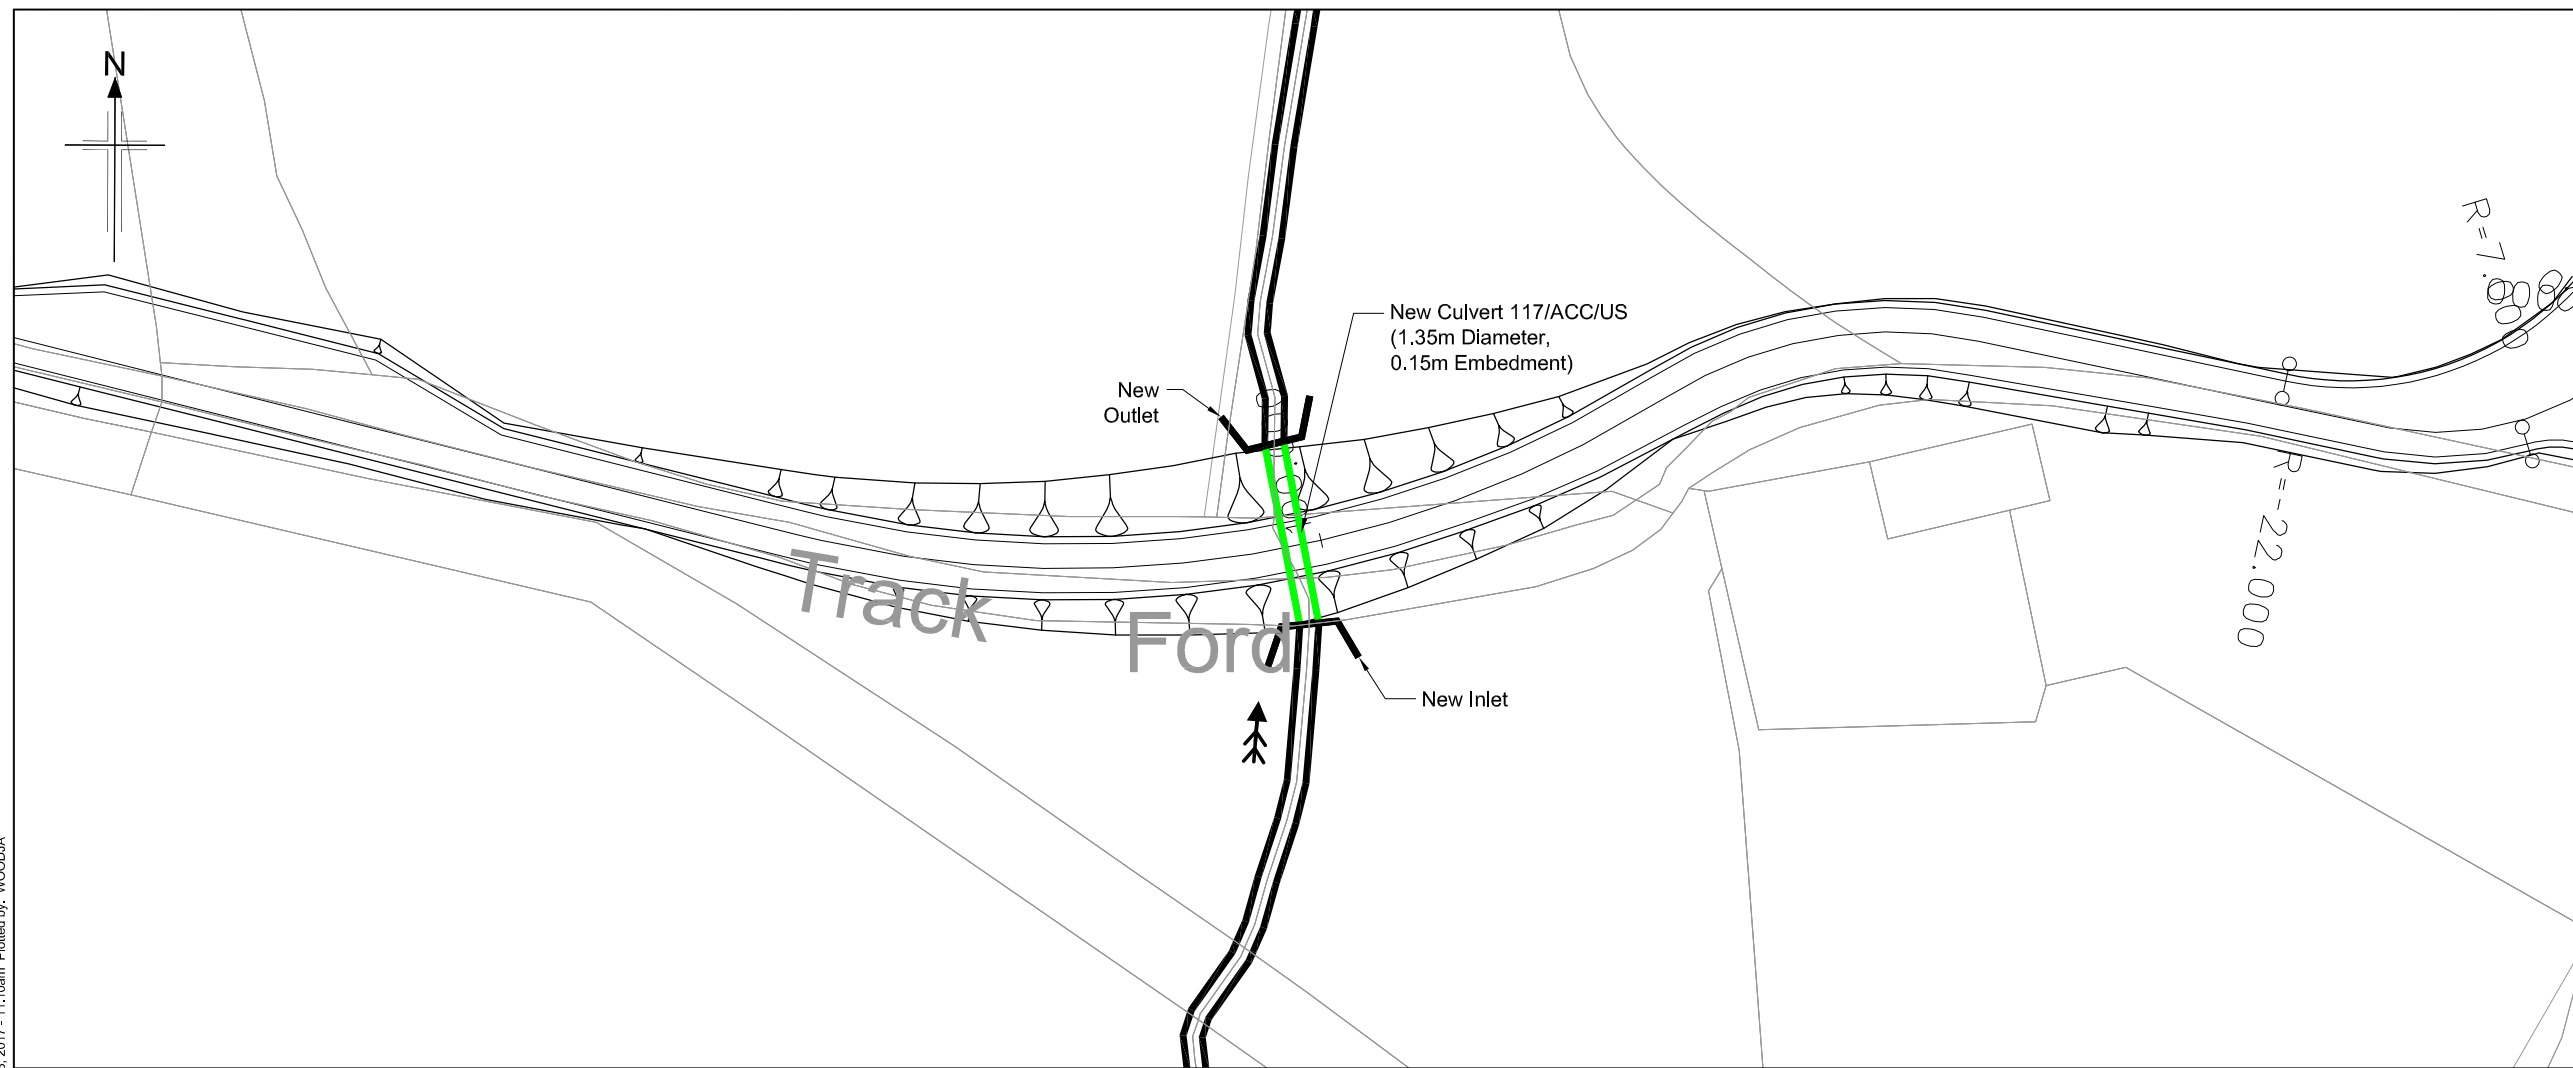 N
New Culvert 117/ACC/US
(1.35m Diameter,
0.15m Embedment)
New
Outlet
Track
Ford
New Inlet
R=-22.000